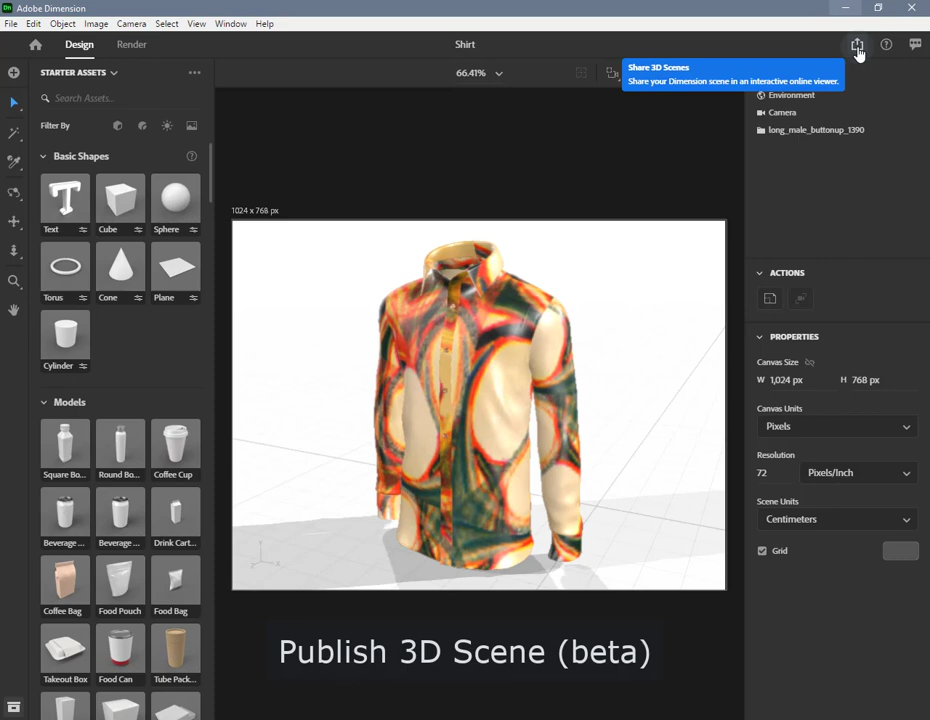 Dn Adobe Dimension
File Edit Object Image Camera Select View Window Help
Design Render Shirt
STARTER ASSETS
66.41%
Share 3D Scenes
Share your Dimension scene in an interactive online viewer.
Search Assets...
Filter By
Environment
Camera
long_male_buttonup_1390
Basic Shapes
Text Cube Sphere
Torus Cone Plane
Cylinder
Models
Square Bo... Round Bo... Coffee Cup
Beverage ... Beverage ... Drink Cart...
Coffee Bag Food Pouch Food Bag
Takeout Box Food Can Tube Pack...
1024 x 768 px
ACTIONS
PROPERTIES
Canvas Size
W 1,024 px H 768 px
Canvas Units
Pixels
Resolution
72 Pixels/Inch
Scene Units
Centimeters
Grid
Publish 3D Scene (beta)